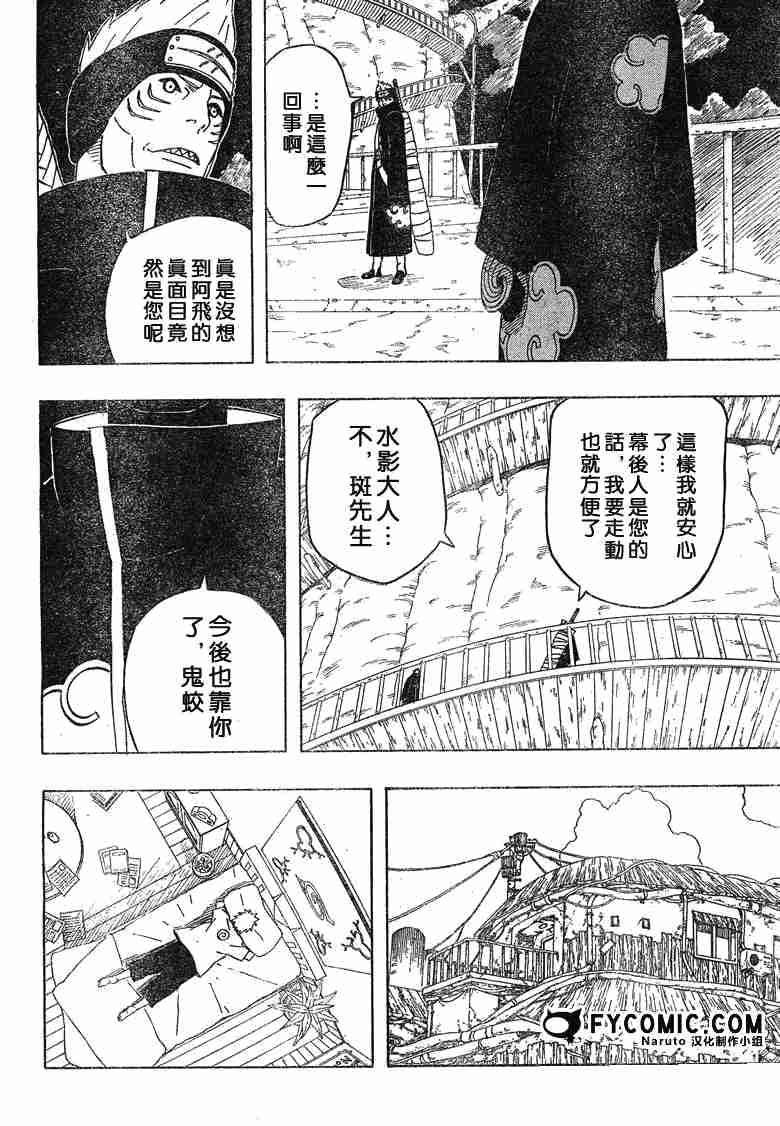 …是這麼一
回事啊
眞是沒想
到阿飛的
眞面目竟
然是您呢
這樣我就安心
了…
幕後人是您的
話，我要走動
也就方便了
水影大人…
不，斑先生
今後也靠你
了，鬼蛟
FYCOMIC.COM
Naruto 汉化制作小组